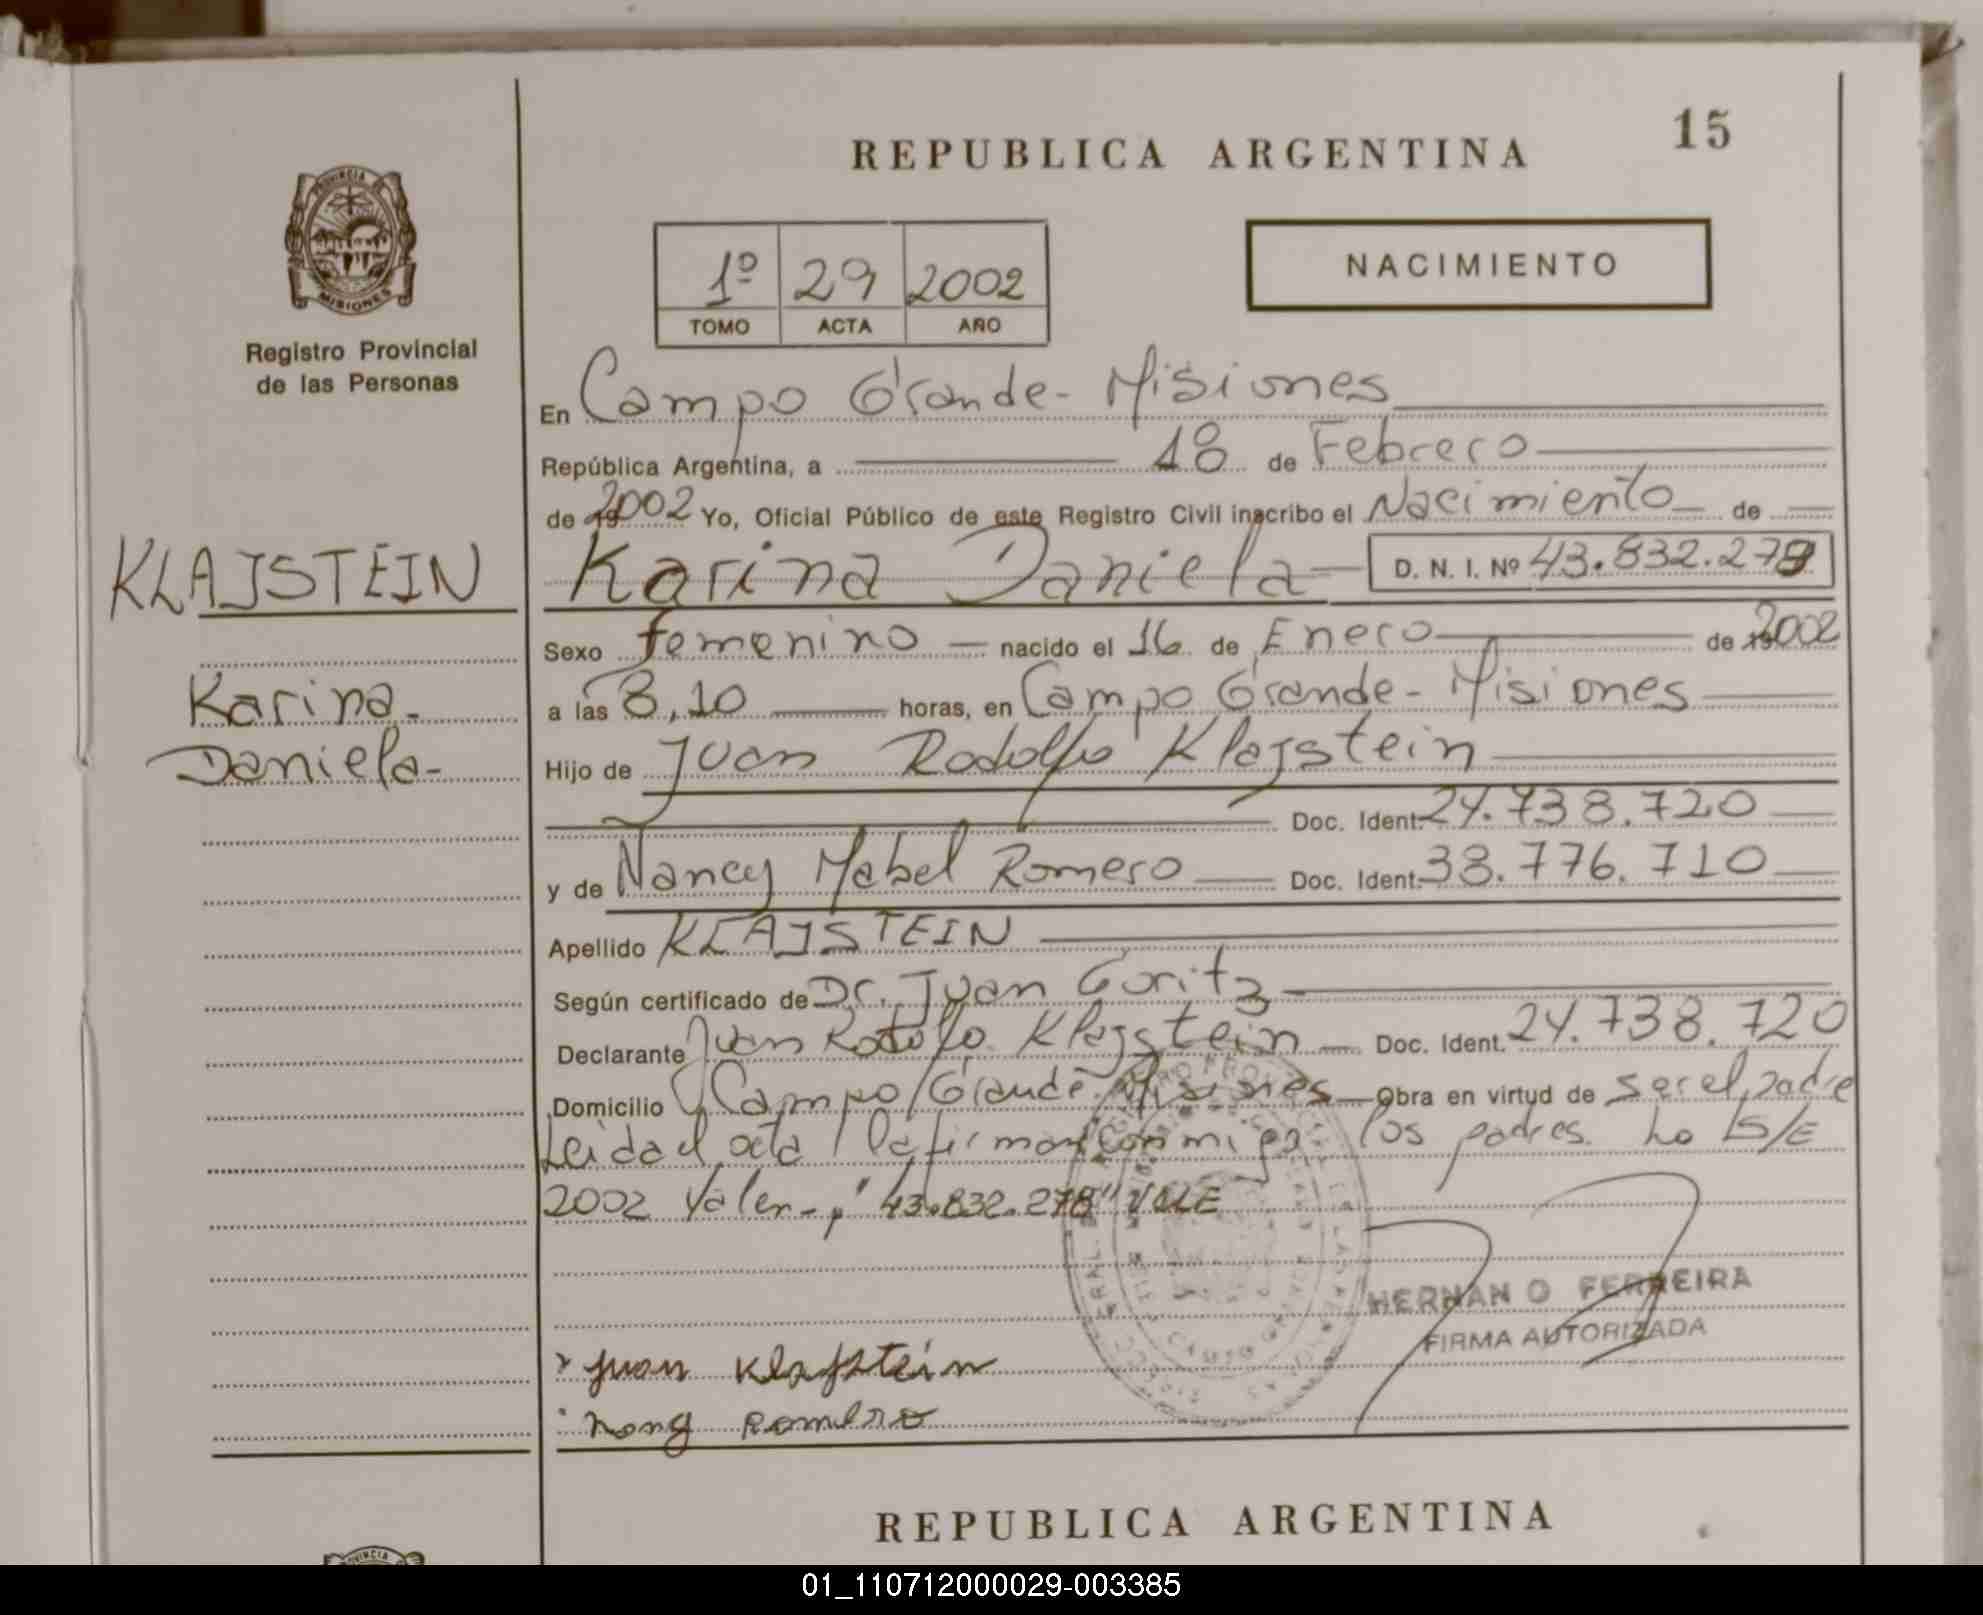 15
REPUBLICA ARGENTINA
PROVINCIA DE
MISIONES
Registro Provincial
de las Personas
1º 29 2002
TOMO ACTA AÑO
NACIMIENTO
En Campo Grande - Misiones
República Argentina, a 18 de Febrero
de 2002 Yo, Oficial Público de este Registro Civil inscribo el Nacimiento de
KLAJSTEIN
Karina Daniela D. N. I. Nº 43.832.278
Sexo femenino — nacido el 16 de Enero de 2002
Karina
Daniela -
a las 8,10 horas, en Campo Grande - Misiones
Hijo de Juan Rodolfo Klajstein
Doc. Ident. 24.738.720
y de Nancy Mabel Romero Doc. Ident. 38.776.710
Apellido KLAJSTEIN
Según certificado de Dr. Juan Goritz
Declarante Juan Rodolfo Klajstein Doc. Ident. 24.738.720
Domicilio Campo Grande - Misiones Obra en virtud de ser el padre
Leida el acta la firman conmigo los padres. Lo S/E
2002 Valen -, "43.832.278" VALE
HERNAN O FERREIRA
FIRMA AUTORIZADA
Juan Klajstein
Romero
REPUBLICA ARGENTINA
PROVINCIA
01_110712000029-003385